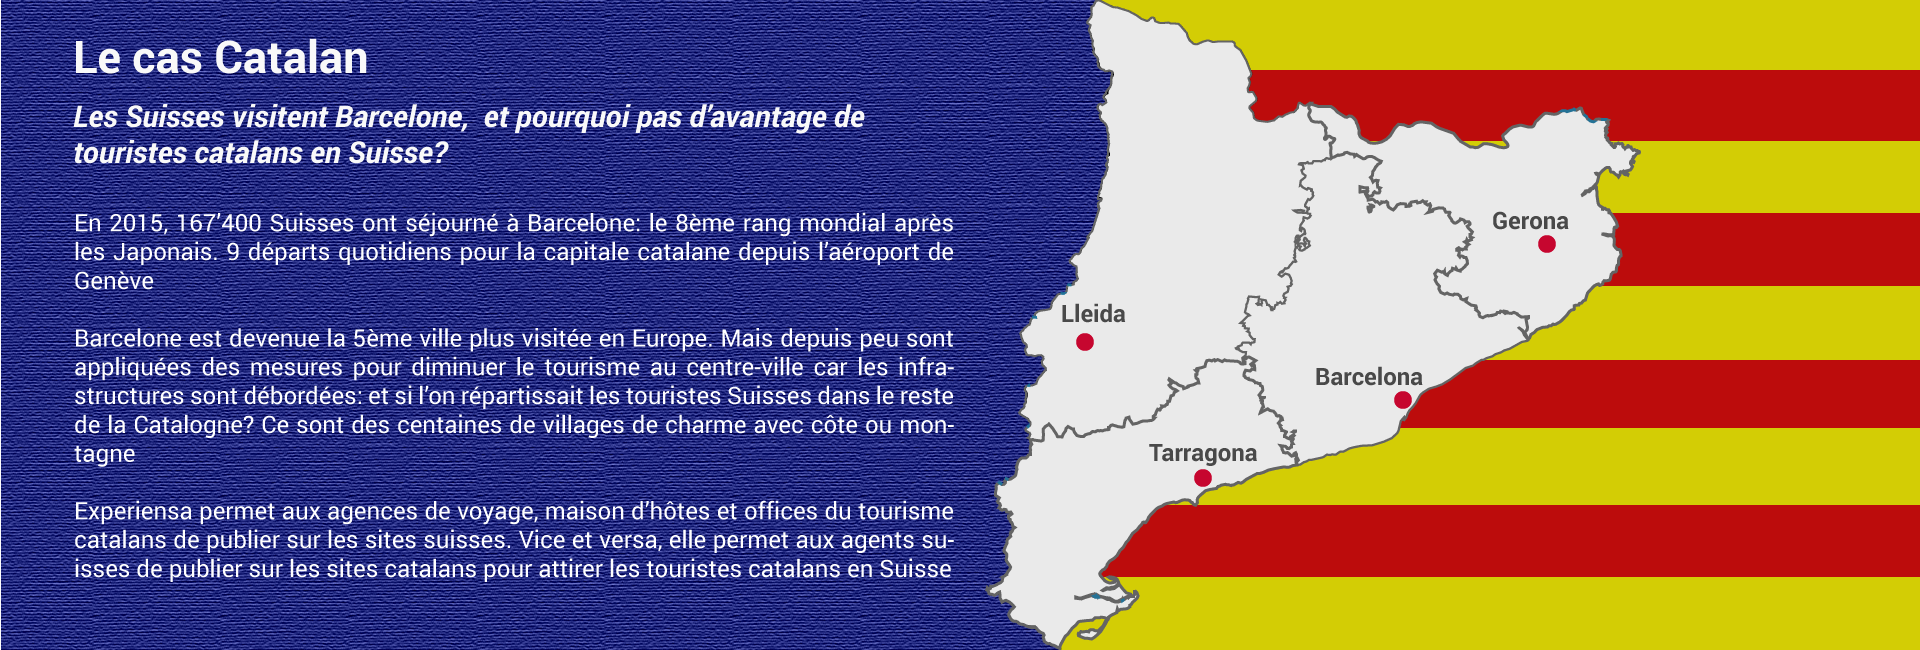 Le cas Catalan
Les Suisses visitent Barcelone,  et pourquoi pas d'avantage de
touristes catalans en Suisse?
En 2015, 167'400 Suisses ont séjourné à Barcelone: le 8ème rang mondial après
les Japonais. 9 départs quotidiens pour la capitale catalane depuis l'aéroport de
Genève
Barcelone est devenue la 5ème ville plus visitée en Europe. Mais depuis peu sont
appliquées des mesures pour diminuer le tourisme au centre-ville car les infra-
structures sont débordées: et si l'on répartissait les touristes Suisses dans le reste
de la Catalogne? Ce sont des centaines de villages de charme avec côte ou mon-
tagne
Experiensa permet aux agences de voyage, maison d'hôtes et offices du tourisme
catalans de publier sur les sites suisses. Vice et versa, elle permet aux agents su-
isses de publier sur les sites catalans pour attirer les touristes catalans en Suisse
Gerona
Lleida
Barcelona
Tarragona